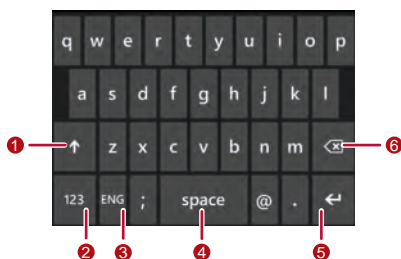 q w e r t y u i o p
a s d f g h j k l
1 z x c v b n m 6
123 ENG ; space @ .
2 3 4 5